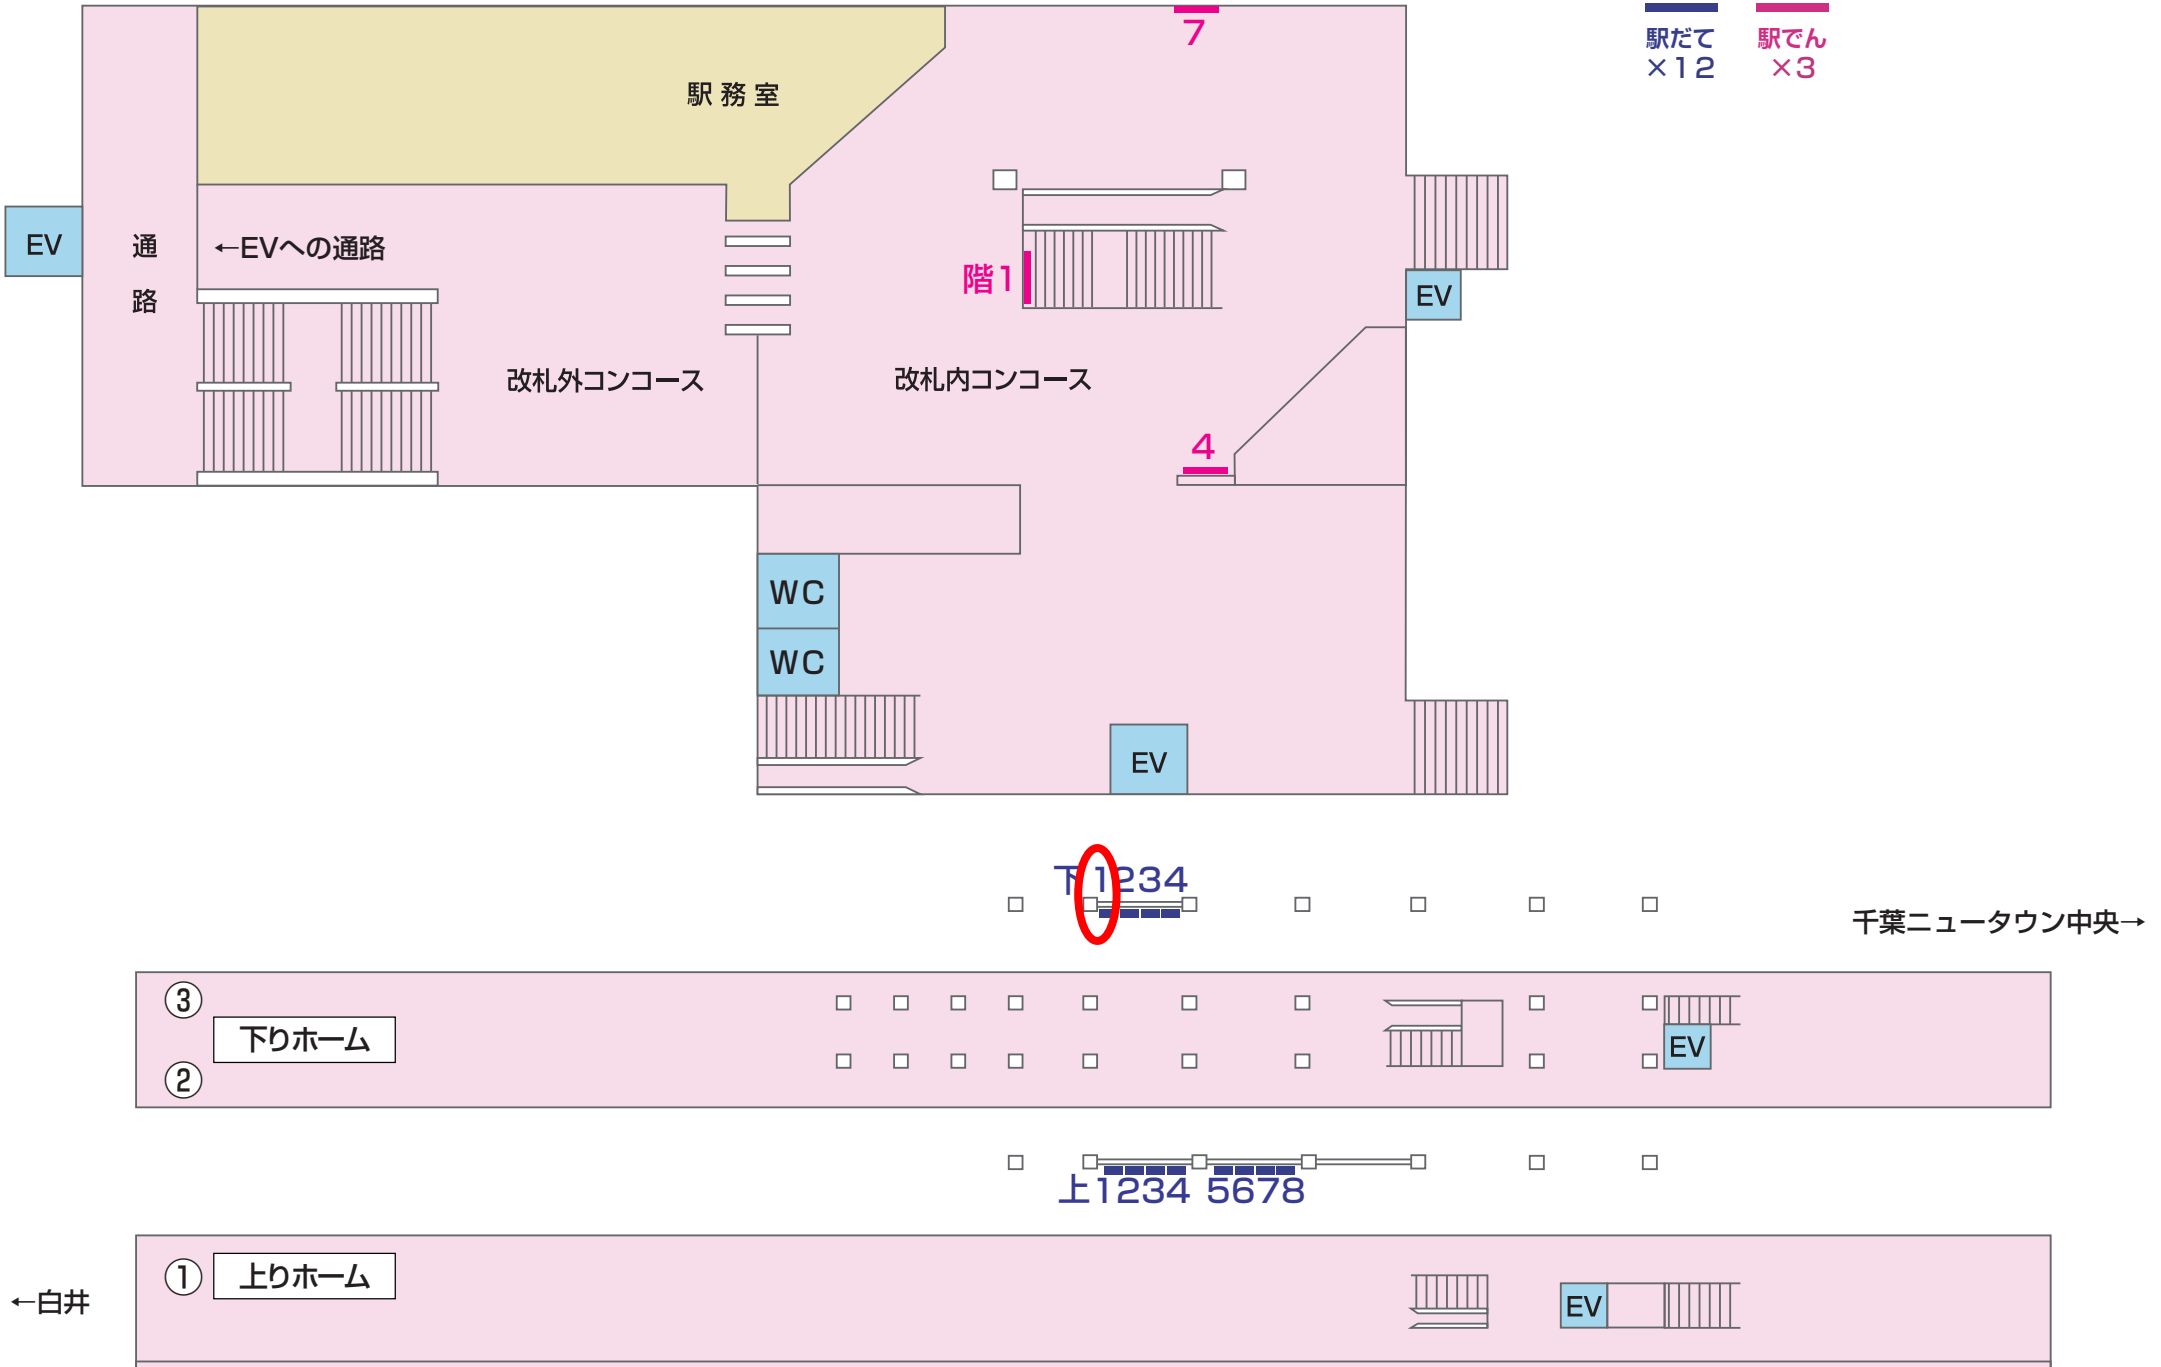 7
駅だて
×12
駅でん
×3
駅務室
EV
通路
←EVへの通路
階1
EV
改札外コンコース
改札内コンコース
4
WC
WC
EV
下1234
千葉ニュータウン中央→
③
下りホーム
②
EV
上1234 5678
①
上りホーム
←白井
EV